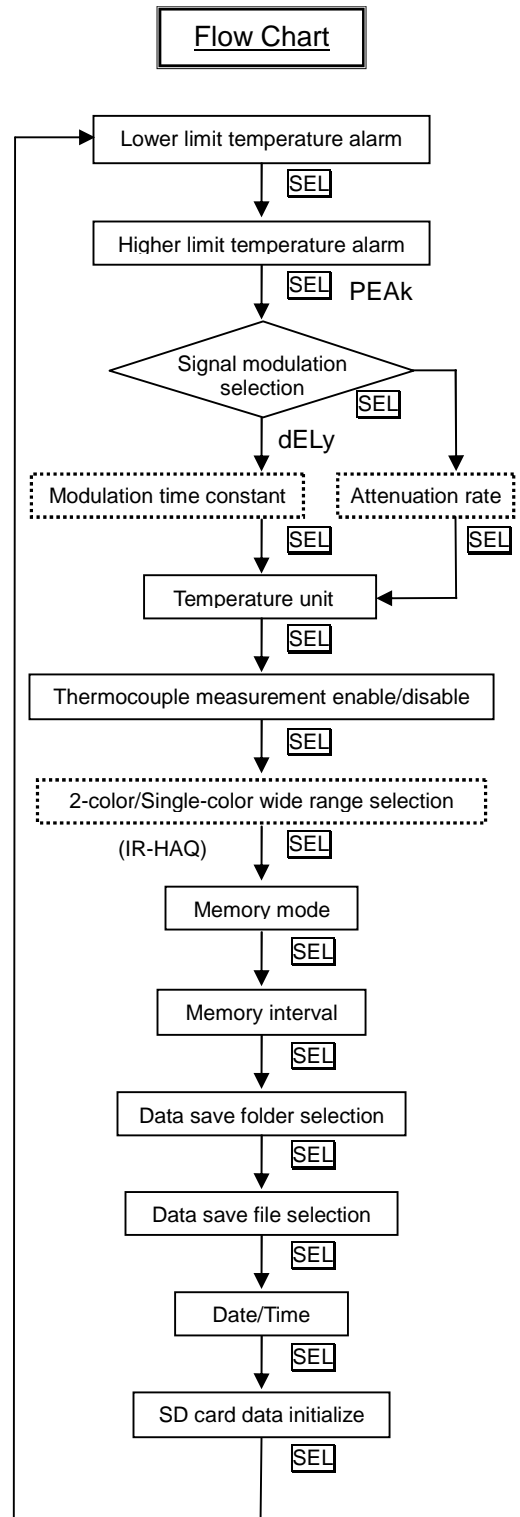 Flow Chart
Lower limit temperature alarm
SEL
Higher limit temperature alarm
SEL
PEAk
Signal modulation
selection
SEL
dELy
Modulation time constant
Attenuation rate
SEL
SEL
Temperature unit
SEL
Thermocouple measurement enable/disable
SEL
2-color/Single-color wide range selection
(IR-HAQ)
SEL
Memory mode
SEL
Memory interval
SEL
Data save folder selection
SEL
Data save file selection
SEL
Date/Time
SEL
SD card data initialize
SEL